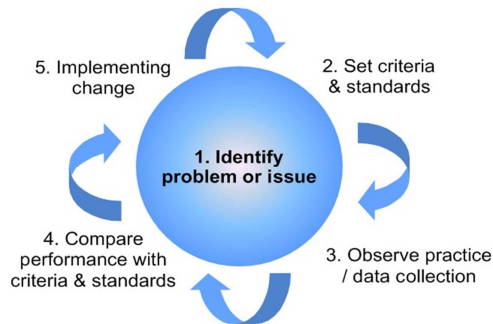 1. Identify
problem or issue
2. Set criteria
& standards
3. Observe practice
/ data collection
4. Compare
performance with
criteria & standards
5. Implementing
change